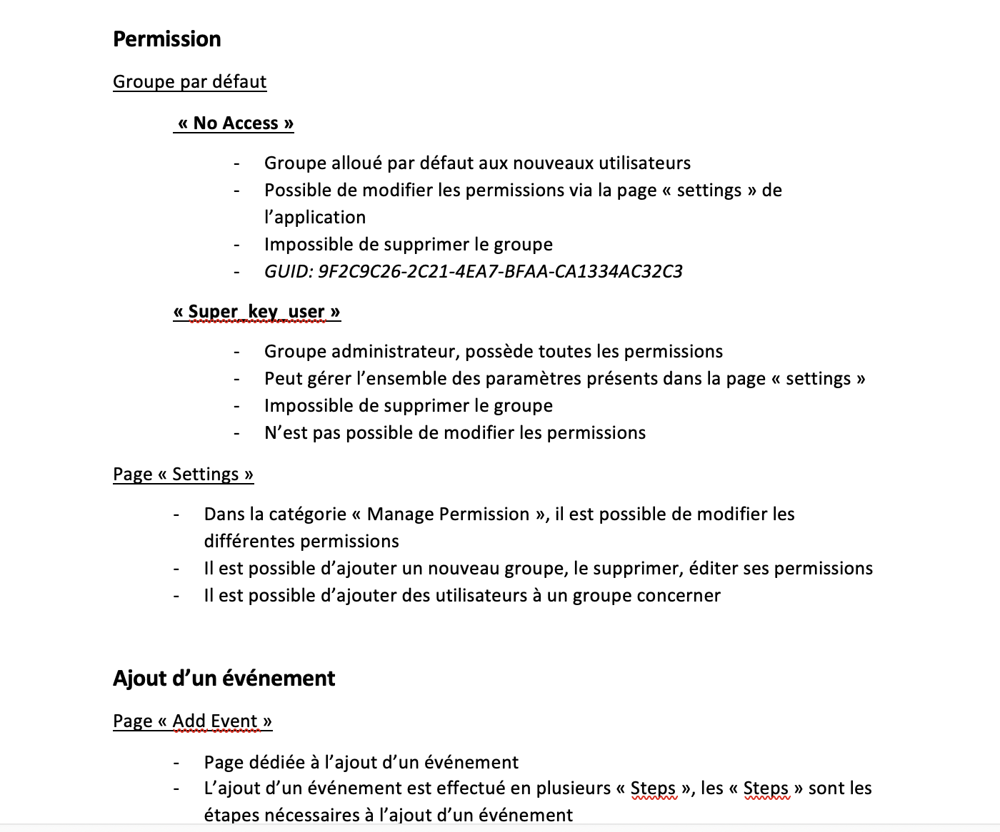 Permission
Groupe par défaut
« No Access »
- Groupe alloué par défaut aux nouveaux utilisateurs
- Possible de modifier les permissions via la page « settings » de
l’application
- Impossible de supprimer le groupe
- GUID: 9F2C9C26-2C21-4EA7-BFAA-CA1334AC32C3
« Super_key_user »
- Groupe administrateur, possède toutes les permissions
- Peut gérer l’ensemble des paramètres présents dans la page « settings »
- Impossible de supprimer le groupe
- N’est pas possible de modifier les permissions
Page « Settings »
- Dans la catégorie « Manage Permission », il est possible de modifier les
différentes permissions
- Il est possible d’ajouter un nouveau groupe, le supprimer, éditer ses permissions
- Il est possible d’ajouter des utilisateurs à un groupe concerner
Ajout d’un événement
Page « Add Event »
- Page dédiée à l’ajout d’un événement
- L’ajout d’un événement est effectué en plusieurs « Steps », les « Steps » sont les
étapes nécessaires à l’ajout d’un événement